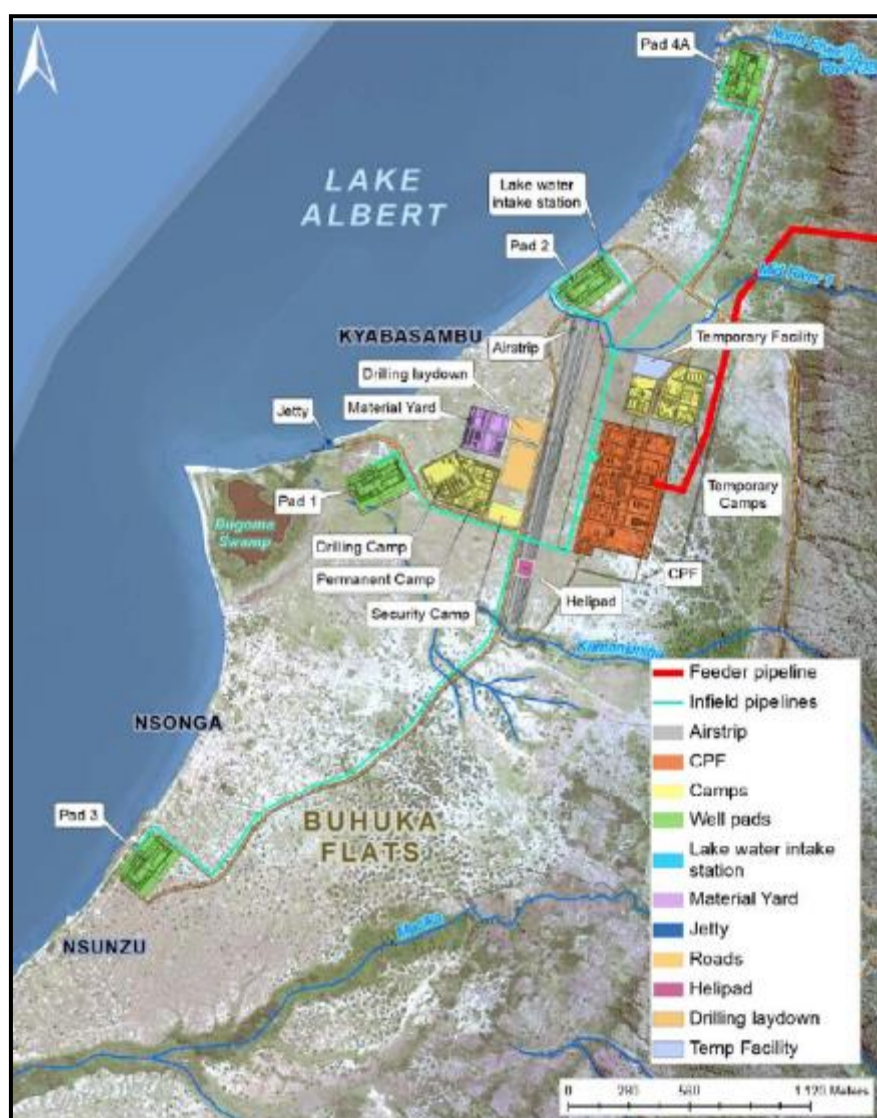 Pad 4A
LAKE
ALBERT
Lake water
intake station
Pad 2
Mid River 1
KYABASAMBU
Airstrip
Temporary Facility
Drilling laydown
Material Yard
Jetty
Pad 1
Temporary
Camps
Bugoma
Swamp
Drilling Camp
CPF
Permanent Camp
Helipad
Security Camp
NSONGA
Pad 3
BUHUKA
FLATS
NSUNZU
Feeder pipeline
Infield pipelines
Airstrip
CPF
Camps
Well pads
Lake water intake
station
Material Yard
Jetty
Roads
Helipad
Drilling laydown
Temp Facility
0 280 560 1 120 Meters